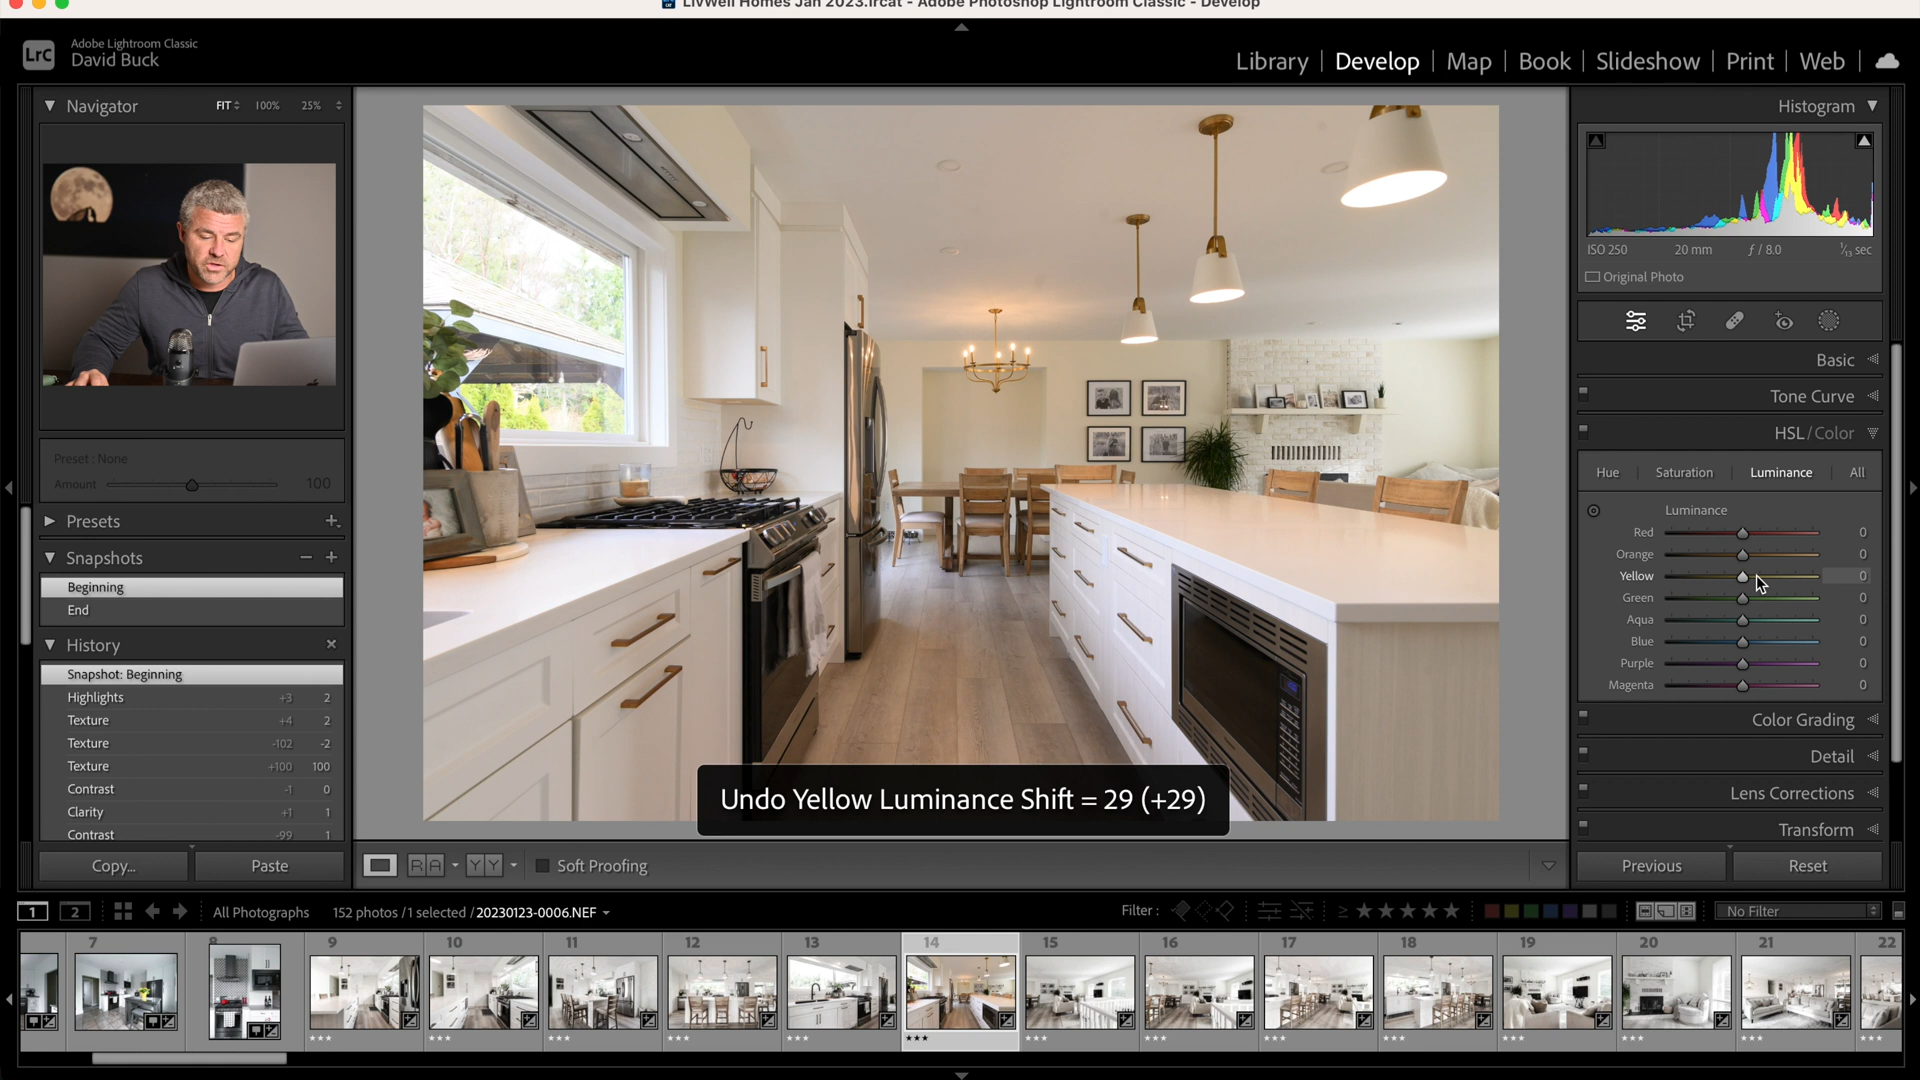 LivWell Homes Jan 2023.lrcat - Adobe Photoshop Lightroom Classic - Develop
LrC
Adobe Lightroom Classic
David Buck
Library | Develop | Map | Book | Slideshow | Print | Web
Navigator
FIT 100% 25%
Preset : None
Amount 100
Presets
Snapshots
Beginning
End
History
Snapshot: Beginning
Highlights +3 2
Texture +4 2
Texture -102 -2
Texture +100 100
Contrast -1 0
Clarity +1 1
Contrast -99 1
Copy... Paste
Undo Yellow Luminance Shift = 29 (+29)
R A Y Y Soft Proofing
Histogram
ISO 250 20 mm ƒ / 8.0 1/13 sec
Original Photo
Basic
Tone Curve
HSL / Color
Hue Saturation Luminance All
Luminance
Red 0
Orange 0
Yellow 0
Green 0
Aqua 0
Blue 0
Purple 0
Magenta 0
Color Grading
Detail
Lens Corrections
Transform
Previous Reset
1 2 All Photographs 152 photos / 1 selected / 20230123-0006.NEF
Filter : ≥ ★★★★★ No Filter
7 8 9 10 11 12 13 14 15 16 17 18 19 20 21 22